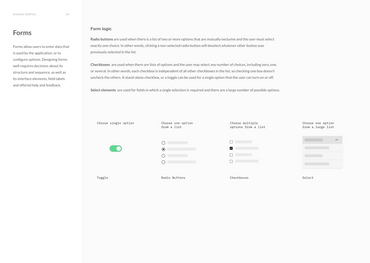 Forms
Forms allow users to enter data that
is used by the application or to
configure options. Designing forms
well requires decisions about its
structure and sequence, as well as
to interface elements, field labels
and offered help and feedback.
Form logic
Radio buttons are used when there is a list of two or more options that are mutually exclusive and the user must select
exactly one choice. In other words, clicking a non-selected radio button will deselect whatever other button was
previously selected in the list.
Checkboxes are used when there are lists of options and the user may select any number of choices, including zero, one,
or several. In other words, each checkbox is independent of all other checkboxes in the list, so checking one box doesn't
uncheck the others. A stand-alone checkbox, or a toggle can be used for a single option that the user can turn on or off.
Select elements are used for fields in which a single selection is required and there are a large number of possible options.
Choose single option
Choose one option
from a list
Choose multiple
options from a list
Choose one option
from a large list
Toggle
Radio Buttons
Checkboxes
Select